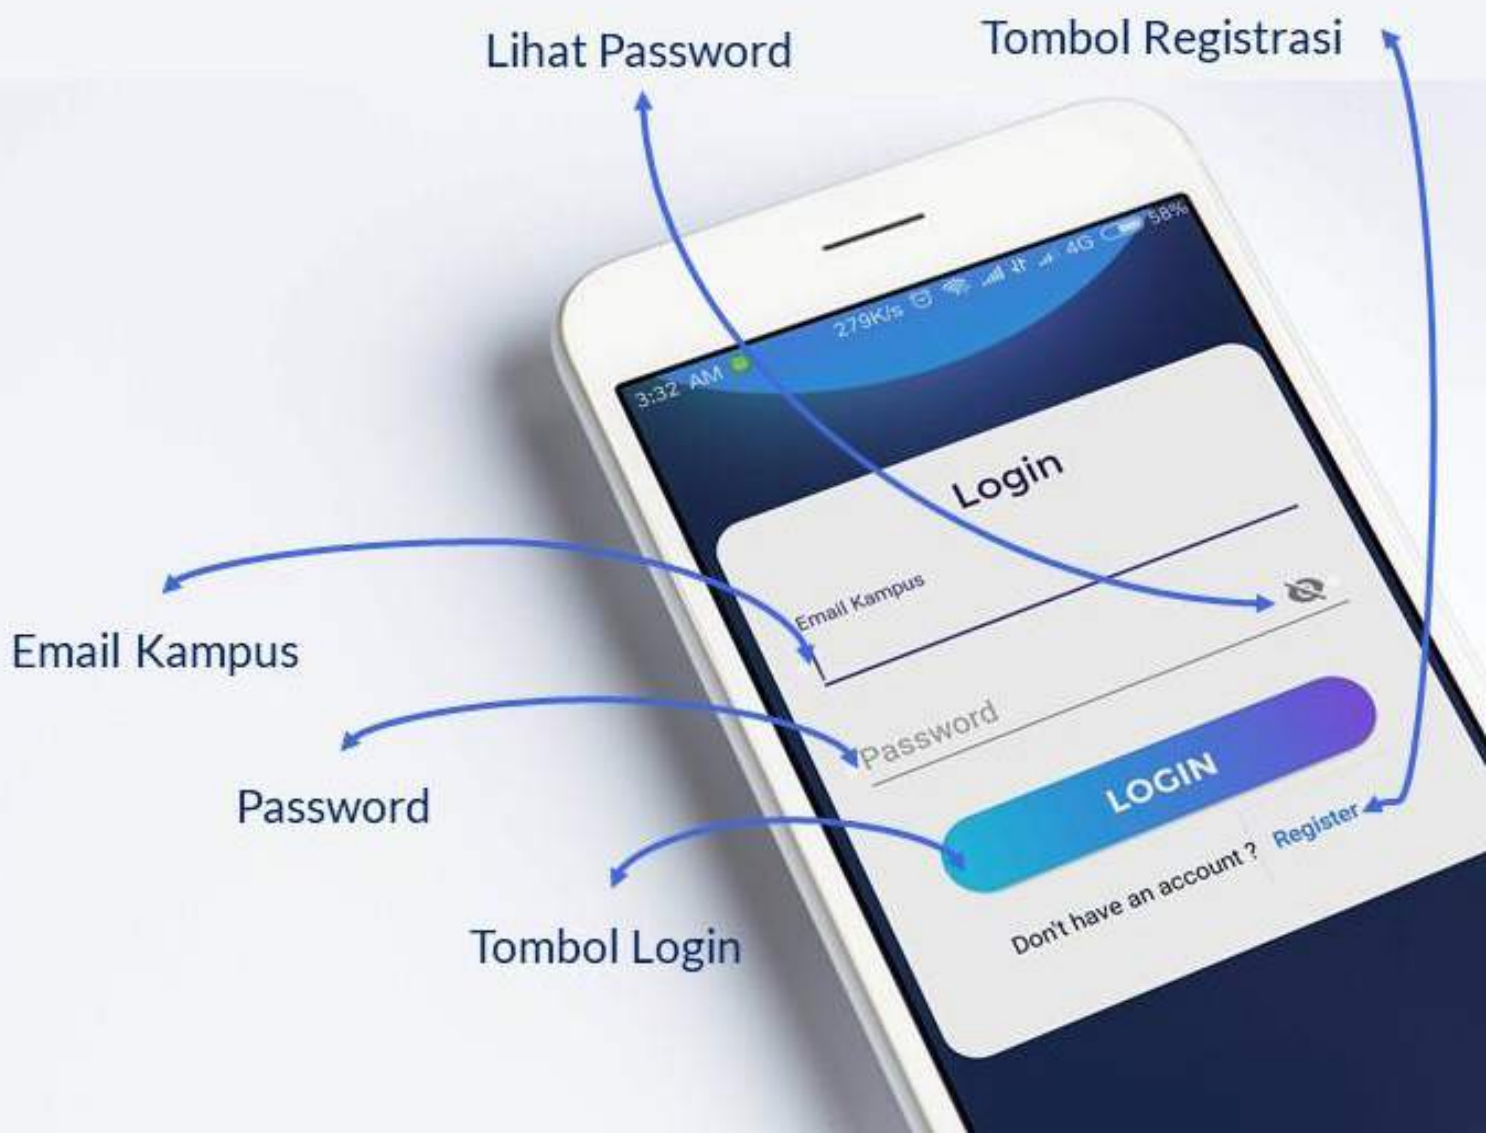 Lihat Password
Tombol Registrasi
3:32 AM
279K/s
4G
58%
Login
Email Kampus
Email Kampus
Password
Password
LOGIN
Don't have an account ? Register
Tombol Login